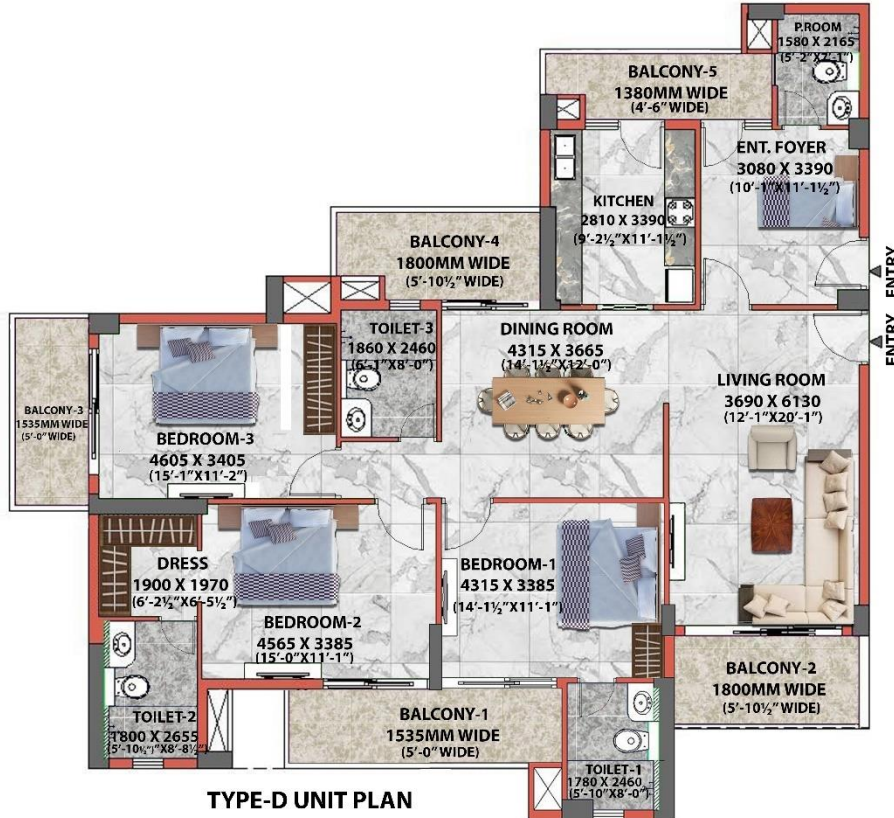 P.ROOM
1580 X 2165
(5'-2"X7'-1")
BALCONY-5
1380MM WIDE
(4'-6" WIDE)
ENT. FOYER
3080 X 3390
(10'-1"X11'-1½")
KITCHEN
2810 X 3390
(9'-2½"X11'-1½")
BALCONY-4
1800MM WIDE
(5'-10½" WIDE)
ENTRY
ENTRY
TOILET-3
1860 X 2460
(6'-1"X8'-0")
DINING ROOM
4315 X 3665
(14'-1½"X12'-0")
LIVING ROOM
3690 X 6130
(12'-1"X20'-1")
BALCONY-3
1535MM WIDE
(5'-0" WIDE)
BEDROOM-3
4605 X 3405
(15'-1"X11'-2")
DRESS
1900 X 1970
(6'-2½"X6'-5½")
BEDROOM-2
4565 X 3385
(15'-0"X11'-1")
BEDROOM-1
4315 X 3385
(14'-1½"X11'-1")
BALCONY-2
1800MM WIDE
(5'-10½" WIDE)
TOILET-2
1800 X 2655
(5'-10½")"X8'-8½")
BALCONY-1
1535MM WIDE
(5'-0" WIDE)
TOILET-1
1780 X 2460
(5'-10"X8'-0")
TYPE-D UNIT PLAN